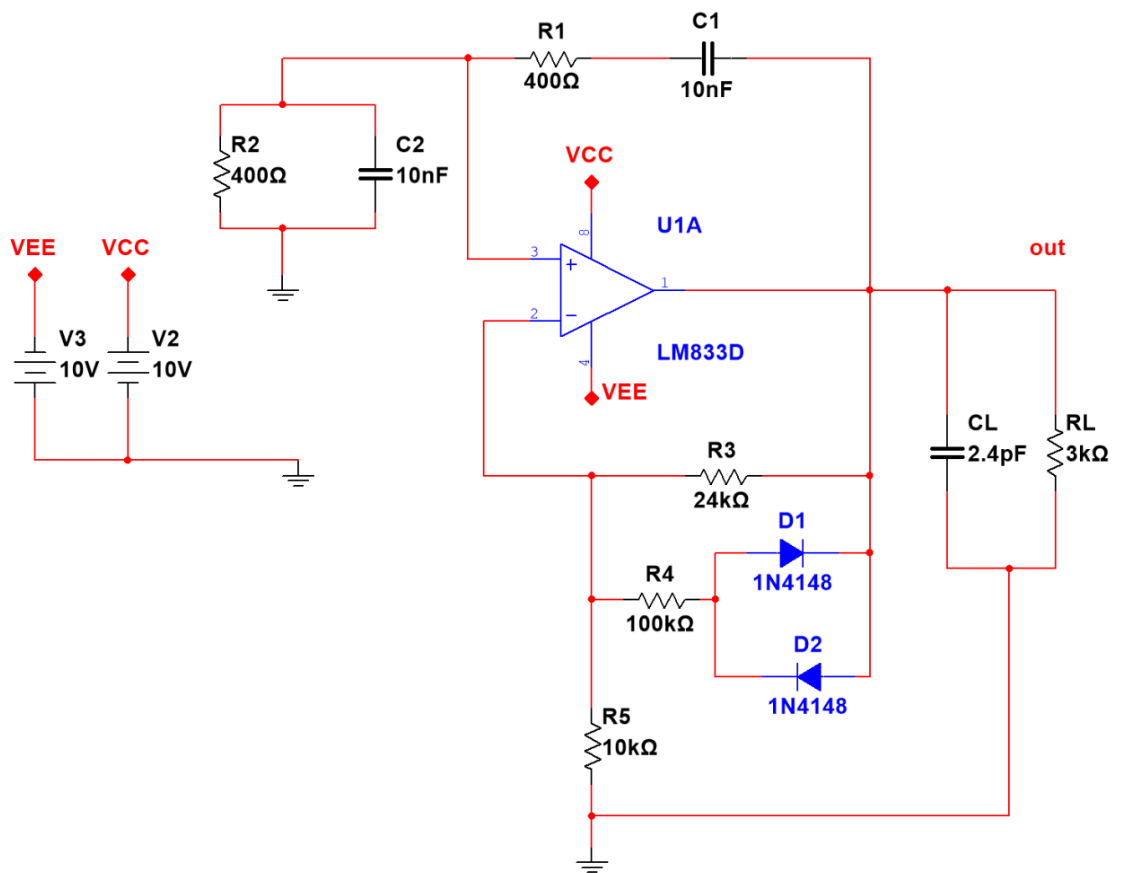 C1
R1
400Ω
10nF
R2
400Ω
C2
10nF
VCC
8
U1A
VEE
VCC
3
+
1
out
2
−
V3
10V
V2
10V
LM833D
4
VEE
CL
2.4pF
RL
3kΩ
R3
24kΩ
D1
1N4148
R4
100kΩ
D2
1N4148
R5
10kΩ